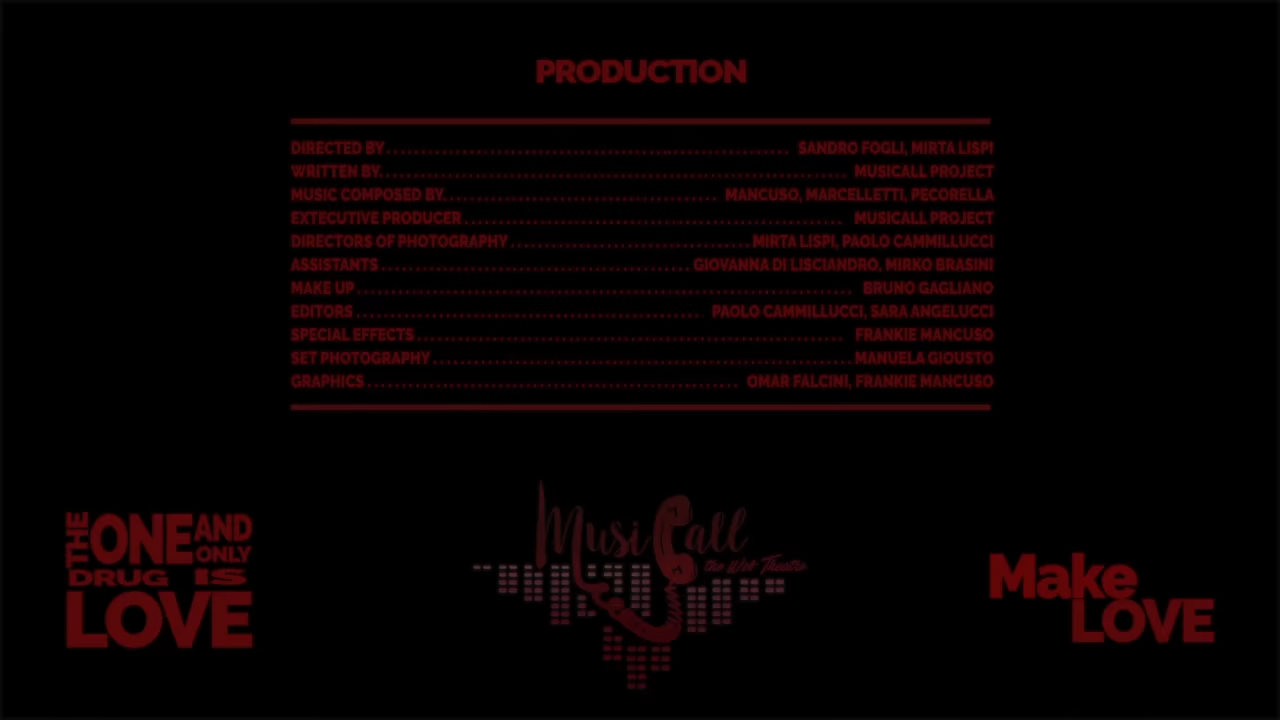 PRODUCTION
DIRECTED BY........................................................ SANDRO FOGLI, MIRTA LISPI
WRITTEN BY................................................................ MUSICALL PROJECT
MUSIC COMPOSED BY...................................... MANCUSO, MARCELLETTI, PECORELLA
EXTECUTIVE PRODUCER...................................................... MUSICALL PROJECT
DIRECTORS OF PHOTOGRAPHY.................................. MIRTA LISPI, PAOLO CAMMILLUCCI
ASSISTANTS............................................ GIOVANNA DI LISCIANDRO, MIRKO BRASINI
MAKE UP...................................................................... BRUNO GAGLIANO
EDITORS................................................. PAOLO CAMMILLUCCI, SARA ANGELUCCI
SPECIAL EFFECTS............................................................ FRANKIE MANCUSO
SET PHOTOGRAPHY............................................................ MANUELA GIOUSTO
GRAPHICS..................................................... OMAR FALCINI, FRANKIE MANCUSO
THE ONE AND ONLY
DRUG IS
LOVE
MusiCall
the Web Theatre
Make
LOVE